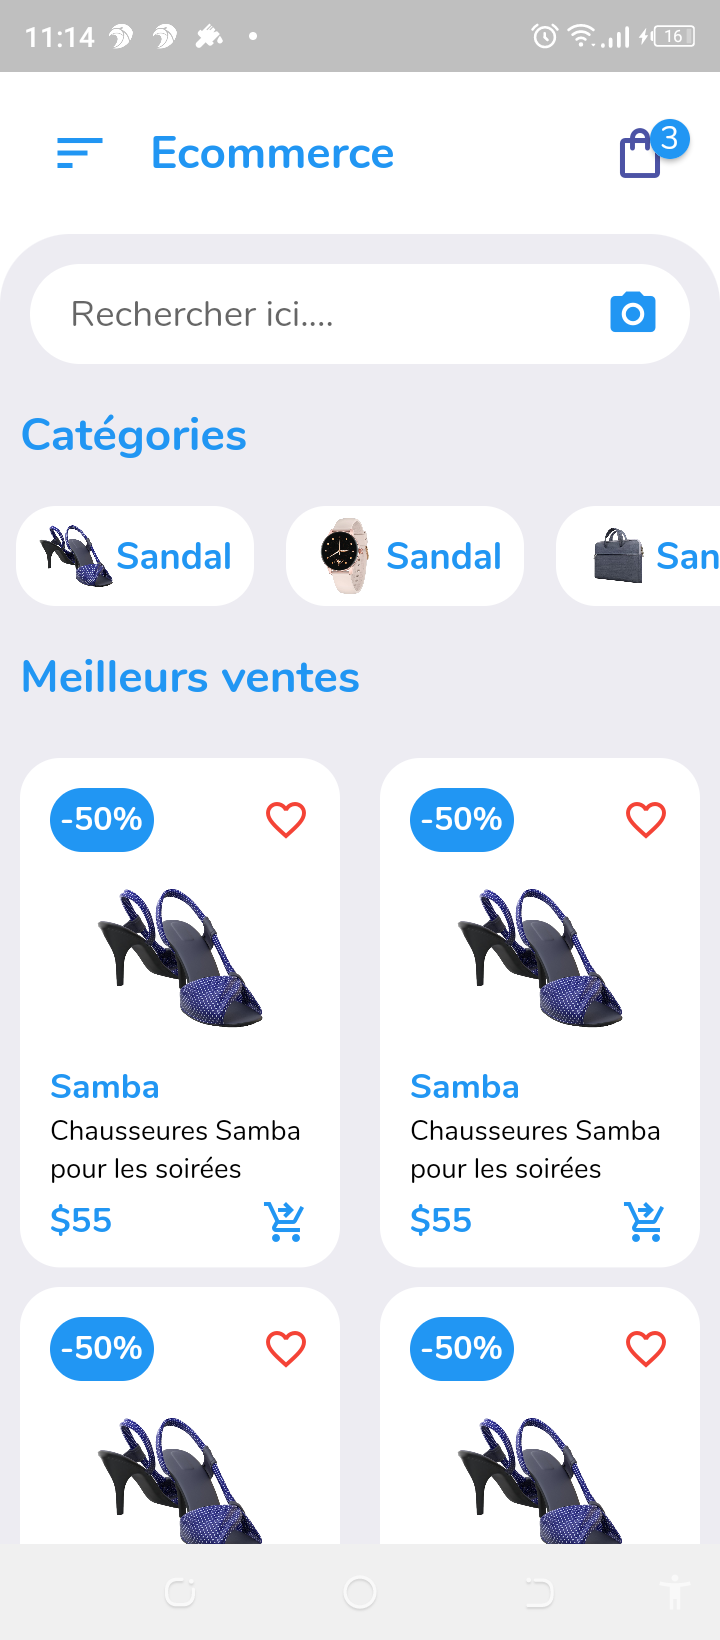 11:14
16
Ecommerce
3
Rechercher ici....
Catégories
Sandal
Sandal
San
Meilleurs ventes
-50%
-50%
Samba
Samba
Chausseures Samba
pour les soirées
Chausseures Samba
pour les soirées
$55
$55
-50%
-50%